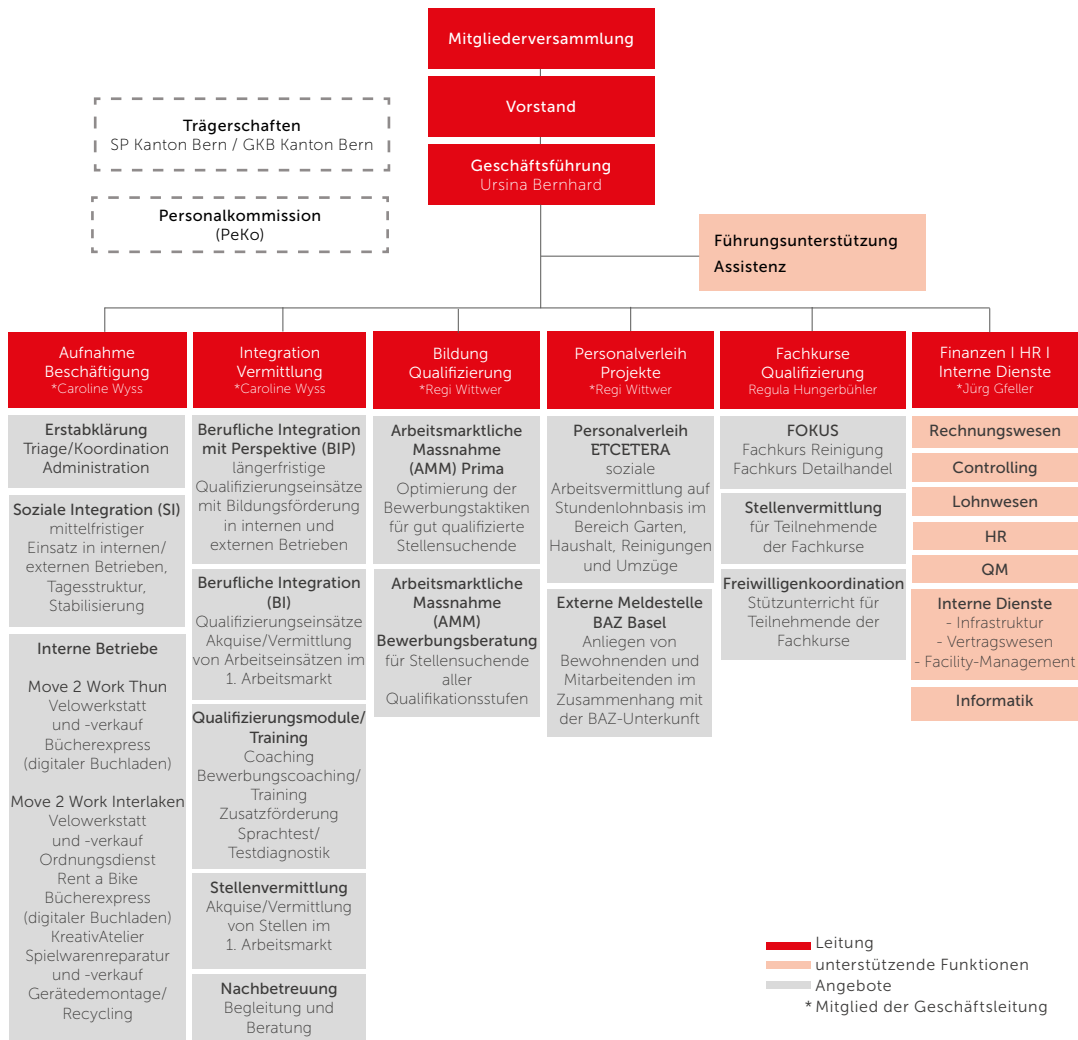 Mitgliederversammlung
Vorstand
Geschäftsführung
Ursina Bernhard
Trägerschaften
SP Kanton Bern / GKB Kanton Bern
Personalkommission
(PeKo)
Führungsunterstützung
Assistenz
Aufnahme
Beschäftigung
*Caroline Wyss
Erstabklärung
Triage/Koordination
Administration
Soziale Integration (SI)
mittelfristiger
Einsatz in internen/
externen Betrieben,
Tagesstruktur,
Stabilisierung
Interne Betriebe
Move 2 Work Thun
Velowerkstatt
und -verkauf
Bücherexpress
(digitaler Buchladen)
Move 2 Work Interlaken
Velowerkstatt
und -verkauf
Ordnungsdienst
Rent a Bike
Bücherexpress
(digitaler Buchladen)
KreativAtelier
Spielwarenreparatur
und -verkauf
Gerätedemontage/
Recycling
Integration
Vermittlung
*Caroline Wyss
Berufliche Integration
mit Perspektive (BIP)
längerfristige
Qualifizierungseinsätze
mit Bildungsförderung
in internen und
externen Betrieben
Berufliche Integration
(BI)
Qualifizierungseinsätze
Akquise/Vermittlung
von Arbeitseinsätzen im
1. Arbeitsmarkt
Qualifizierungsmodule/
Training
Coaching
Bewerbungscoaching/
Training
Zusatzförderung
Sprachtest/
Testdiagnostik
Stellenvermittlung
Akquise/Vermittlung
von Stellen im
1. Arbeitsmarkt
Nachbetreuung
Begleitung und
Beratung
Bildung
Qualifizierung
*Regi Wittwer
Arbeitsmarktliche
Massnahme
(AMM) Prima
Optimierung der
Bewerbungstaktiken
für gut qualifizierte
Stellensuchende
Arbeitsmarktliche
Massnahme
(AMM)
Bewerbungsberatung
für Stellensuchende
aller
Qualifikationsstufen
Personalverleih
Projekte
*Regi Wittwer
Personalverleih
ETCETERA
soziale
Arbeitsvermittlung auf
Stundenlohnbasis im
Bereich Garten,
Haushalt, Reinigungen
und Umzüge
Externe Meldestelle
BAZ Basel
Anliegen von
Bewohnenden und
Mitarbeitenden im
Zusammenhang mit
der BAZ-Unterkunft
Fachkurse
Qualifizierung
Regula Hungerbühler
FOKUS
Fachkurs Reinigung
Fachkurs Detailhandel
Stellenvermittlung
für Teilnehmende
der Fachkurse
Freiwilligenkoordination
Stützunterricht für
Teilnehmende der
Fachkurse
Finanzen I HR I
Interne Dienste
*Jürg Gfeller
Rechnungswesen
Controlling
Lohnwesen
HR
QM
Interne Dienste
- Infrastruktur
- Vertragswesen
- Facility-Management
Informatik
Leitung
unterstützende Funktionen
Angebote
* Mitglied der Geschäftsleitung